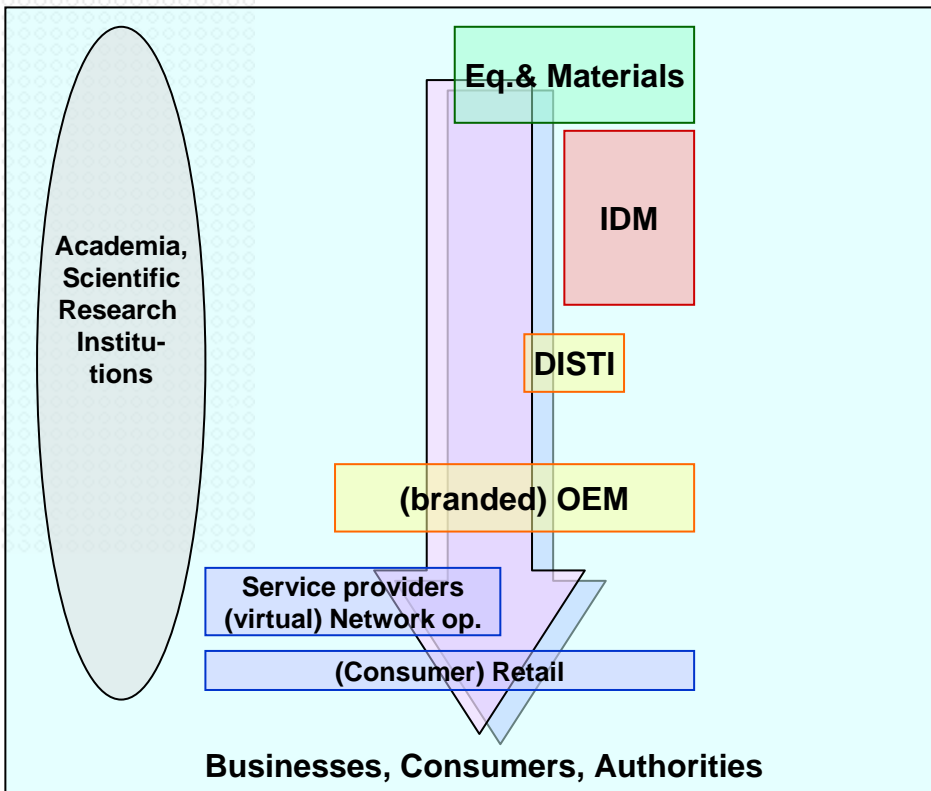 Eq.& Materials
IDM
Academia,
Scientific
Research
Institu-
tions
DISTI
(branded) OEM
Service providers
(virtual) Network op.
(Consumer) Retail
Businesses, Consumers, Authorities